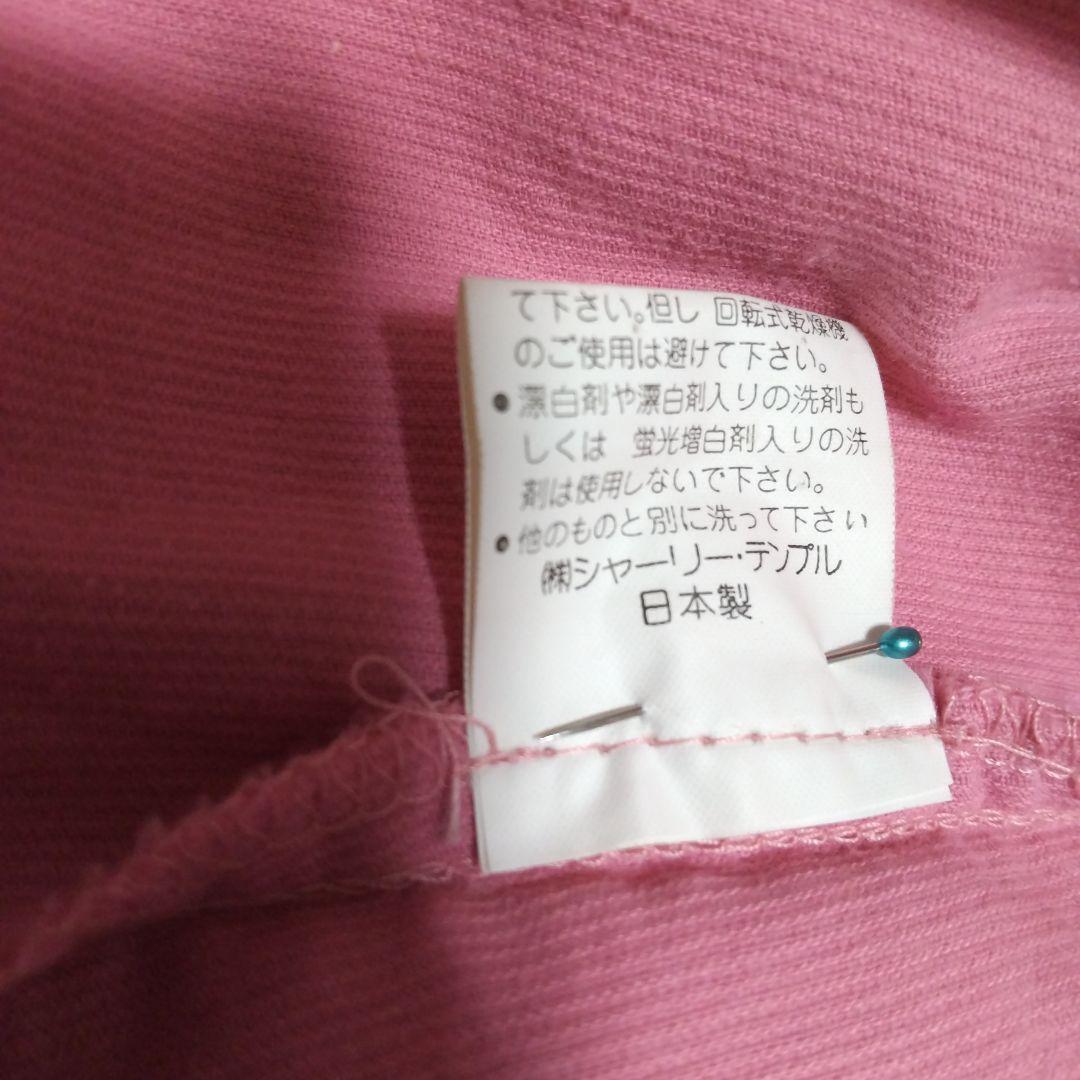 て下さい。但し 回転式乾燥機
のご使用は避けて下さい。
●漂白剤や漂白剤入りの洗剤も
しくは 蛍光増白剤入りの洗
剤は使用しないで下さい。
●他のものと別に洗って下さい
㈱シャーリー・テンプル
日本製